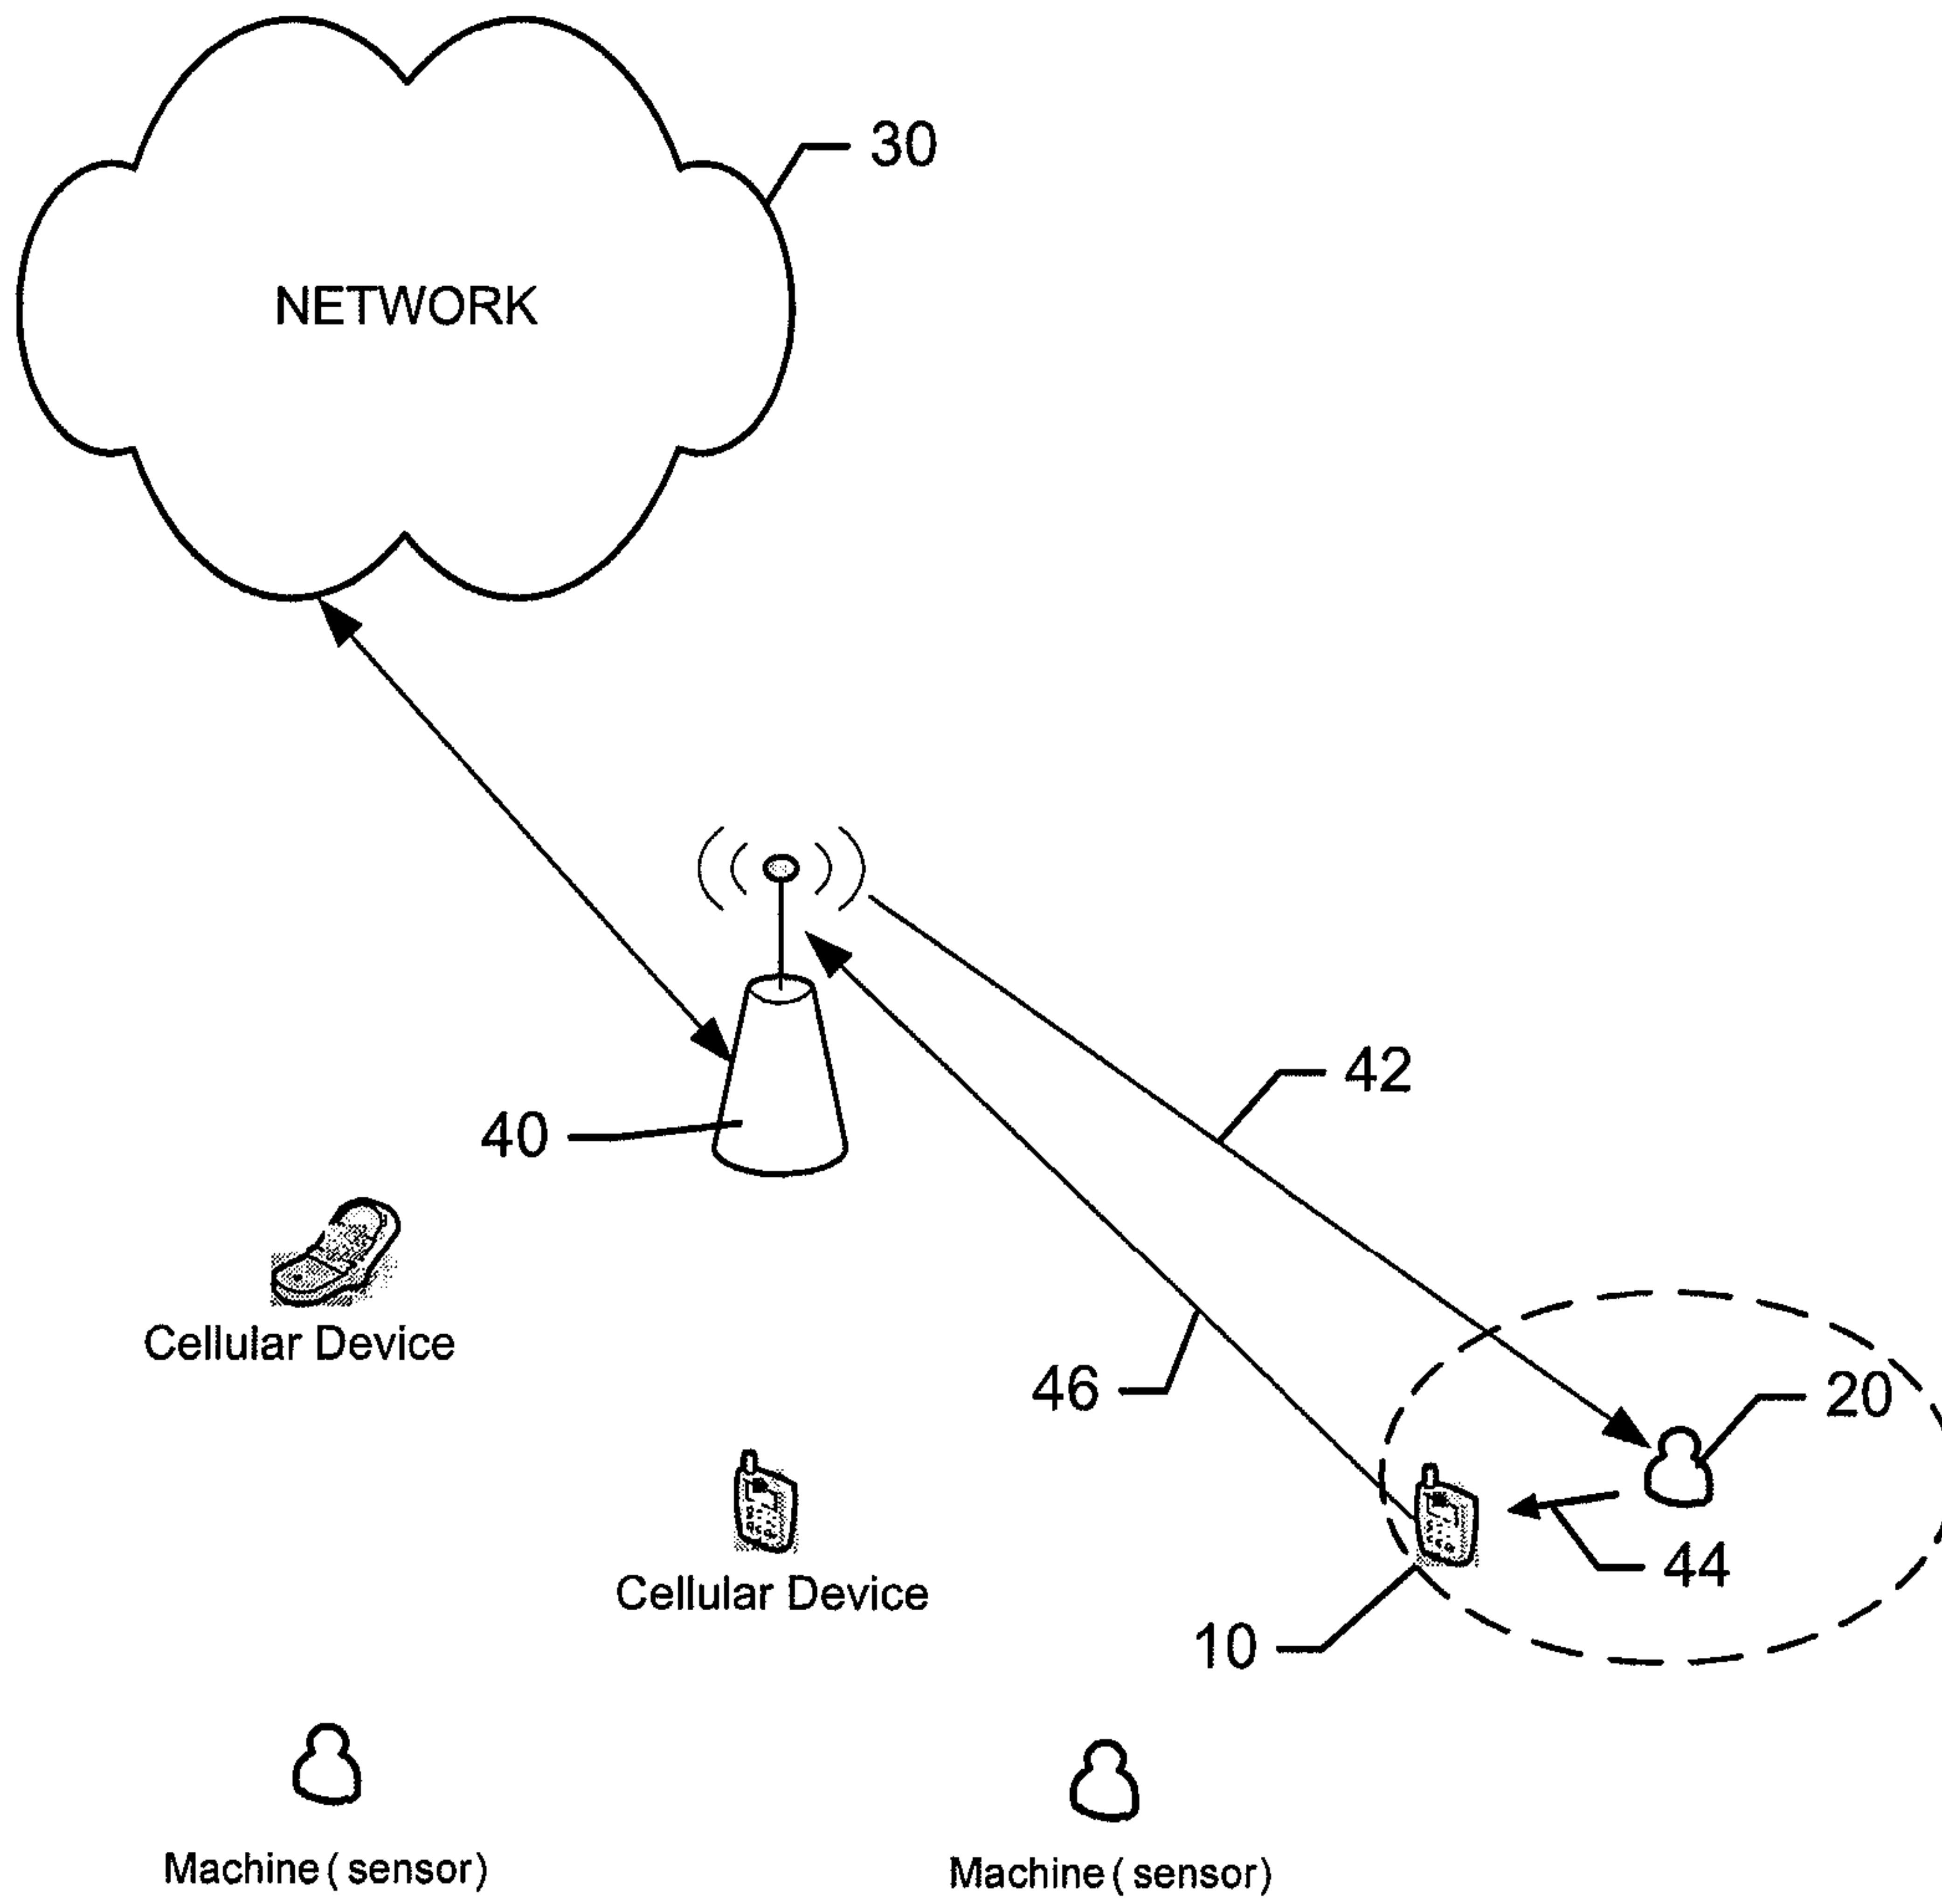 30
NETWORK
42
40
Cellular Device
46
20
44
Cellular Device
10
Machine ( sensor )
Machine ( sensor )